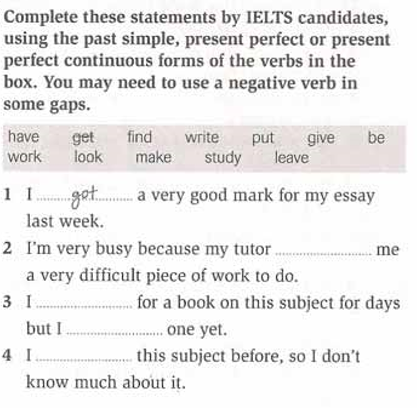 Complete these statements by IELTS candidates,
using the past simple, present perfect or present
perfect continuous forms of the verbs in the
box. You may need to use a negative verb in
some gaps.
have get find write put give be
work look make study leave
1 I ......... got .......... a very good mark for my essay
last week.
2 I'm very busy because my tutor ............................ me
a very difficult piece of work to do.
3 I ............................ for a book on this subject for days
but I ............................ one yet.
4 I ............................ this subject before, so I don't
know much about it.